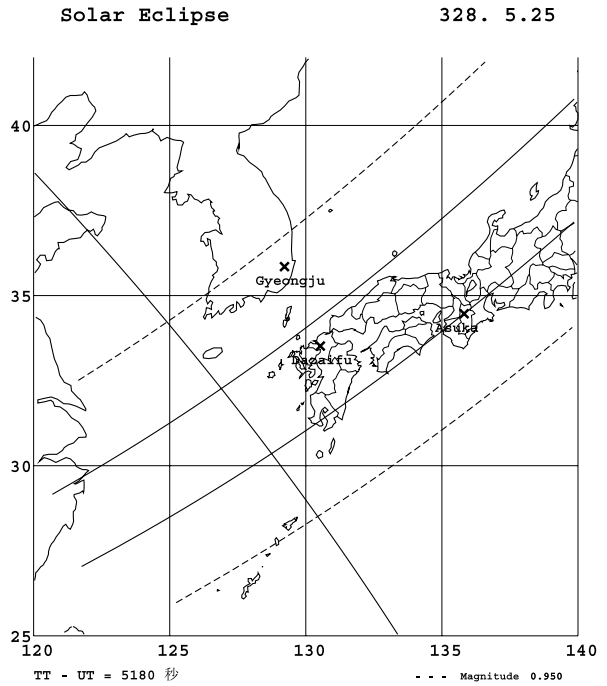 Solar Eclipse 328. 5.25
40
Gyeongju
35
Asuka
Dazaifu
30
25
120 125 130 135 140
TT - UT = 5180 秒 - - - Magnitude 0.950